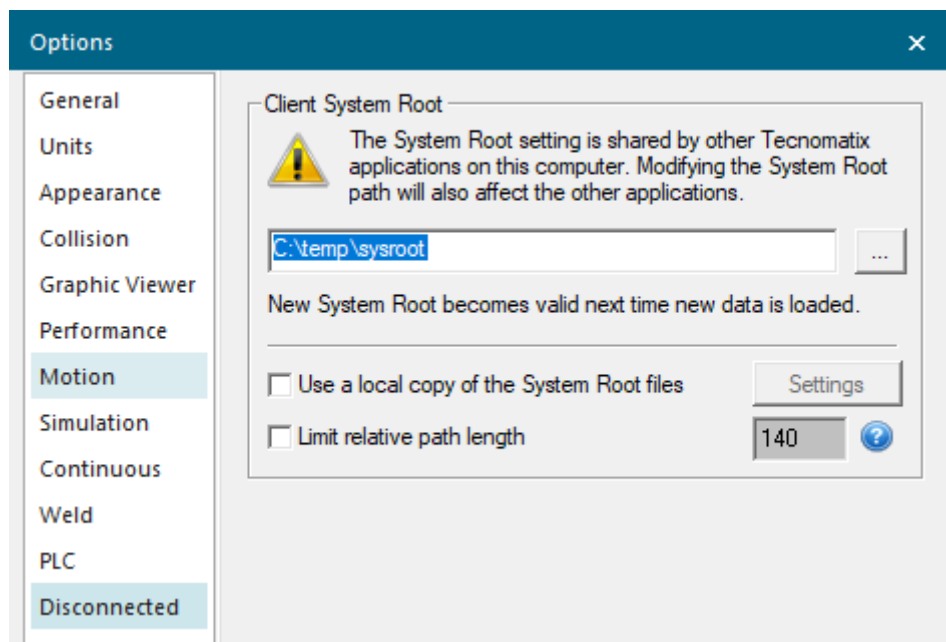 Options
General
Units
Appearance
Collision
Graphic Viewer
Performance
Motion
Simulation
Continuous
Weld
PLC
Disconnected
Client System Root
The System Root setting is shared by other Tecnomatix
applications on this computer. Modifying the System Root
path will also affect the other applications.
C:\temp\sysroot
...
New System Root becomes valid next time new data is loaded.
Use a local copy of the System Root files
Settings
Limit relative path length
140